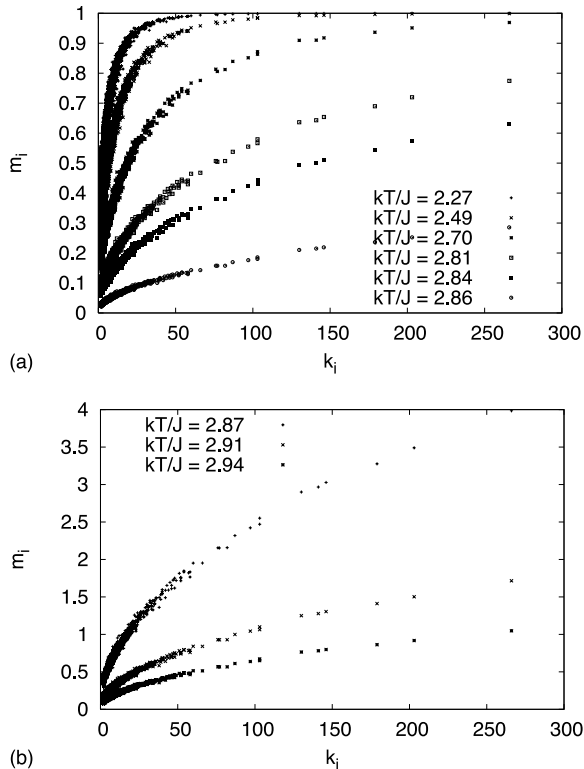 (a)
1
0.9
0.8
0.7
0.6
0.5
0.4
0.3
0.2
0.1
0
m_i
kT/J = 2.27
kT/J = 2.49
kT/J = 2.70
kT/J = 2.81
kT/J = 2.84
kT/J = 2.86
0 50 100 150 200 250 300
k_i
(b)
4
3.5
3
2.5
2
1.5
1
0.5
0
m_i
kT/J = 2.87
kT/J = 2.91
kT/J = 2.94
0 50 100 150 200 250 300
k_i